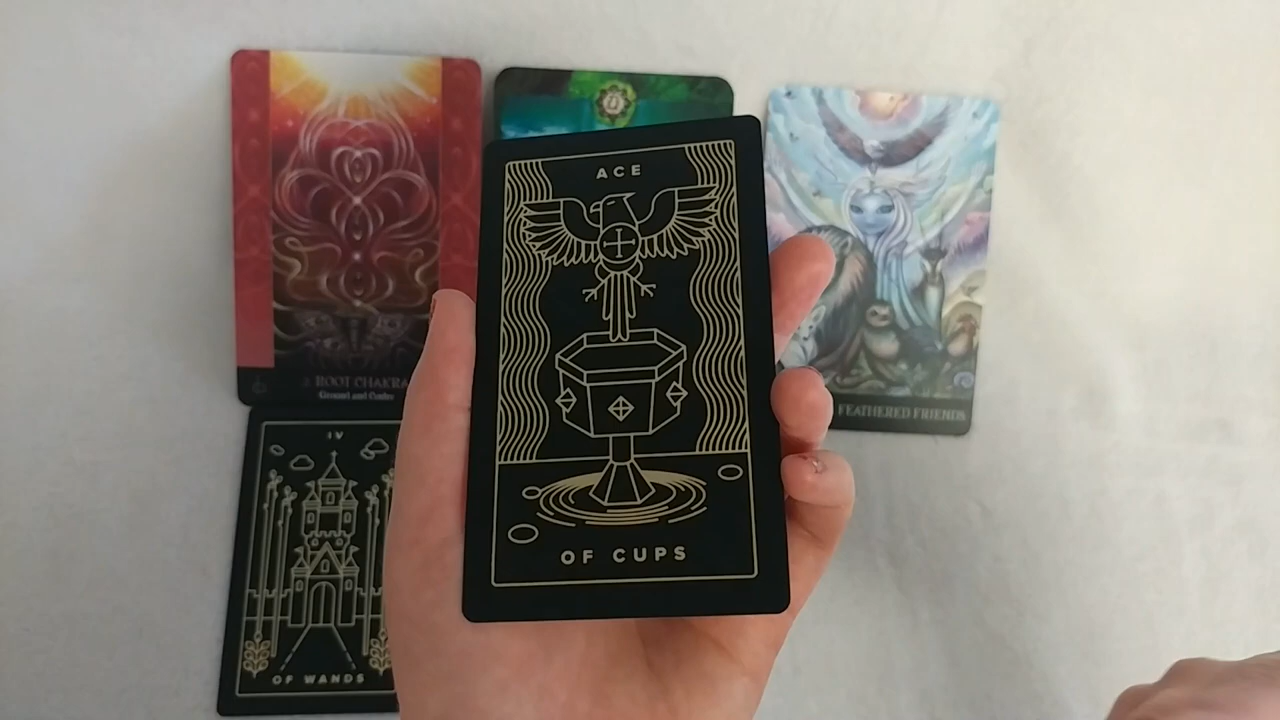 ROOT CHAKRA
Ground and Center
FEATHERED FRIENDS
ACE
OF CUPS
IV
OF WANDS